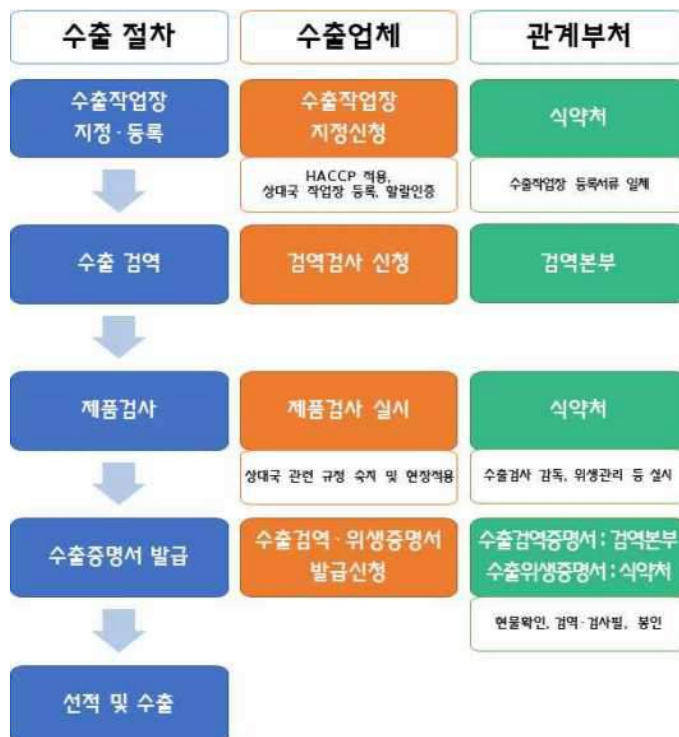 수출 절차
수출업체
관계부처
수출작업장
지정·등록
수출작업장
지정신청
식약처
HACCP 적용,
상대국 작업장 등록, 할랄인증
수출작업장 등록서류 일체
수출 검역
검역검사 신청
검역본부
제품검사
제품검사 실시
식약처
상대국 관련 규정 숙지 및 현장적용
수출검사 감독, 위생관리 등 실시
수출증명서 발급
수출검역·위생증명서
발급신청
수출검역증명서 : 검역본부
수출위생증명서 : 식약처
현물확인, 검역·검사필, 봉인
선적 및 수출